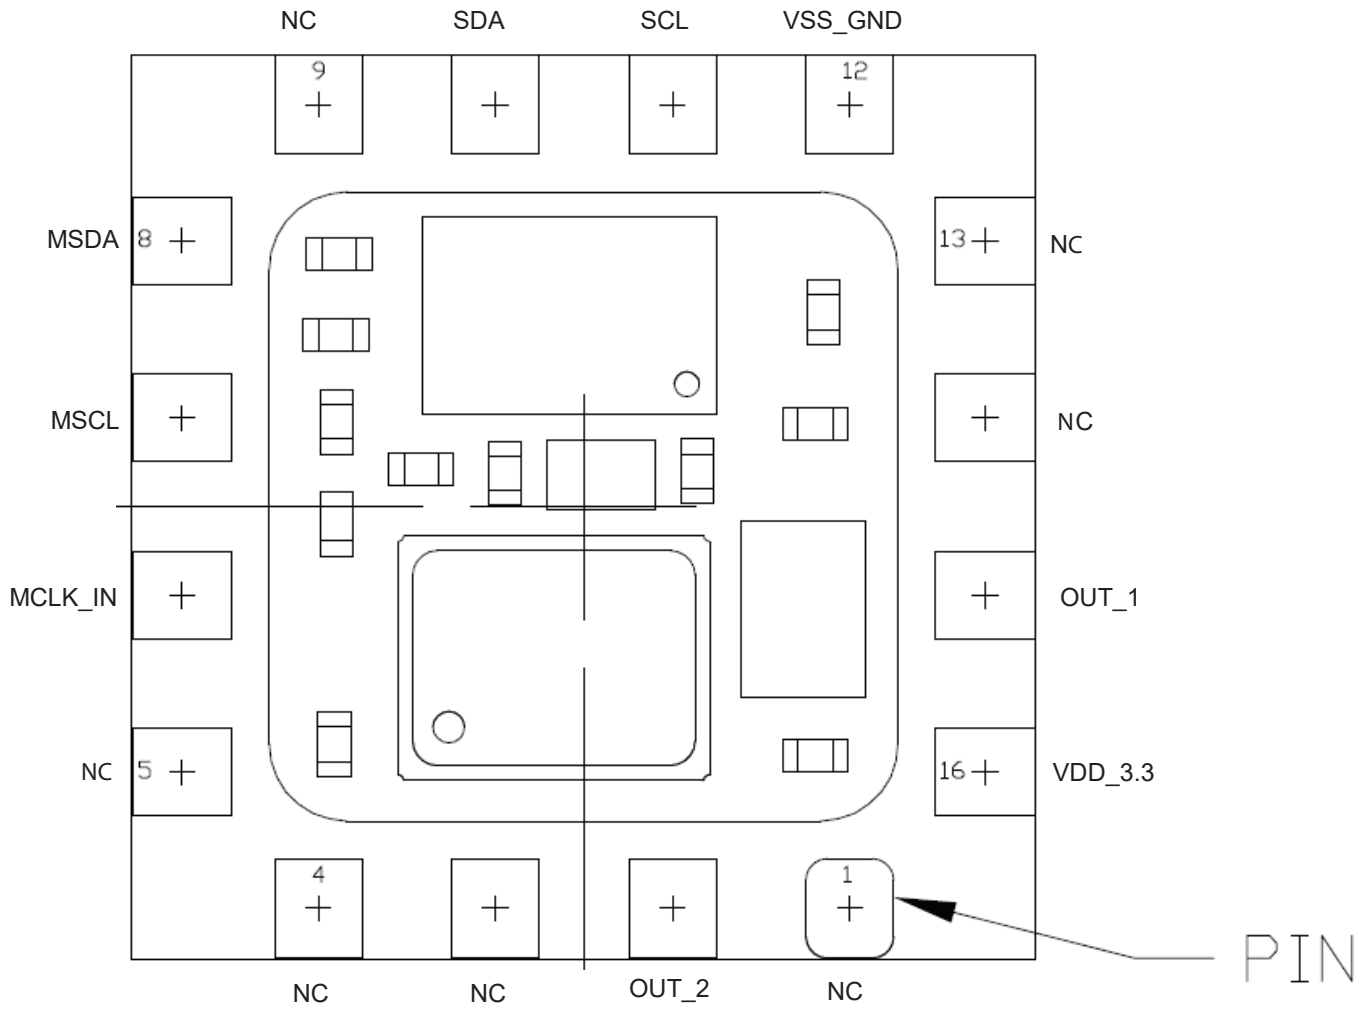 NC SDA SCL VSS_GND
9 12
MSDA 8 13 NC
MSCL NC
MCLK_IN OUT_1
NC 5 16 VDD_3.3
4 1
PIN
NC NC OUT_2 NC